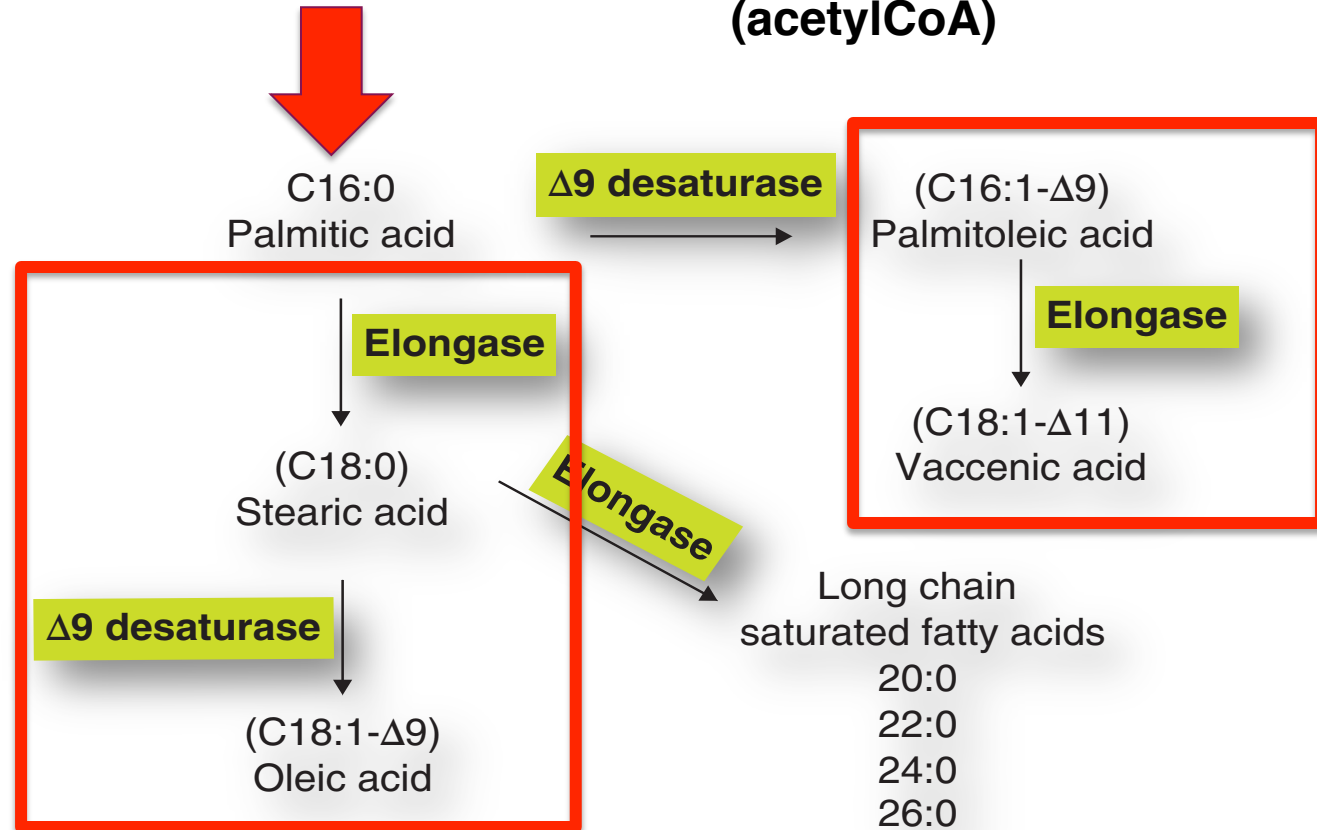 (acetylCoA)
C16:0
Palmitic acid
Δ9 desaturase
(C16:1-Δ9)
Palmitoleic acid
Elongase
Elongase
(C18:1-Δ11)
Vaccenic acid
(C18:0)
Stearic acid
Elongase
Δ9 desaturase
(C18:1-Δ9)
Oleic acid
Long chain
saturated fatty acids
20:0
22:0
24:0
26:0